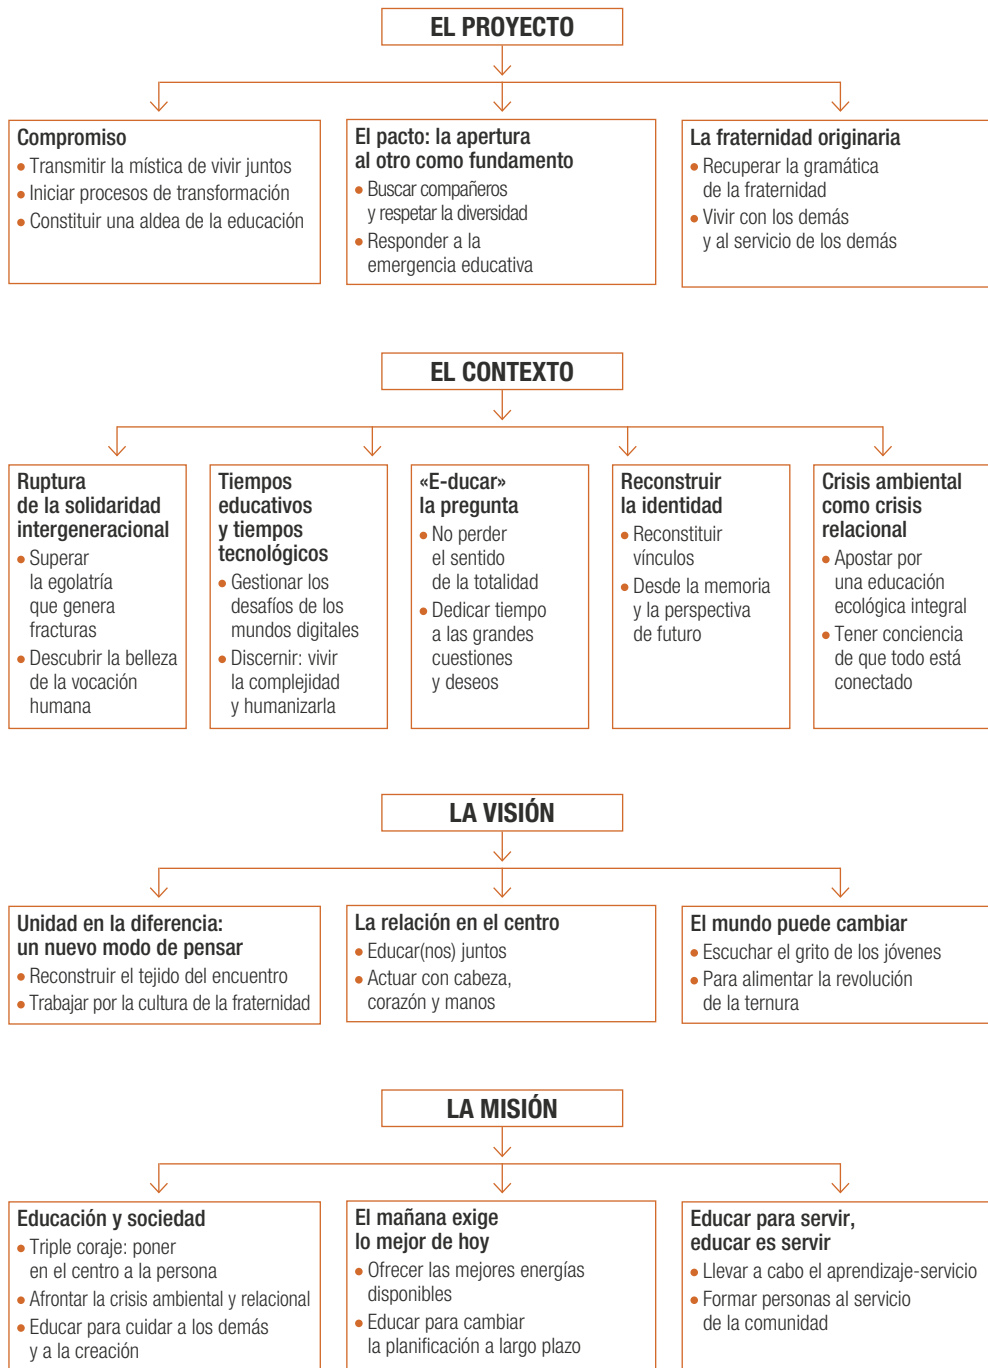 EL PROYECTO
Compromiso
• Transmitir la mística de vivir juntos
• Iniciar procesos de transformación
• Constituir una aldea de la educación
El pacto: la apertura
al otro como fundamento
• Buscar compañeros
y respetar la diversidad
• Responder a la
emergencia educativa
La fraternidad originaria
• Recuperar la gramática
de la fraternidad
• Vivir con los demás
y al servicio de los demás
EL CONTEXTO
Ruptura
de la solidaridad
intergeneracional
• Superar
la egolatría
que genera
fracturas
• Descubrir la belleza
de la vocación
humana
Tiempos
educativos
y tiempos
tecnológicos
• Gestionar los
desafíos de los
mundos digitales
• Discernir: vivir
la complejidad
y humanizarla
«E-ducar»
la pregunta
• No perder
el sentido
de la totalidad
• Dedicar tiempo
a las grandes
cuestiones
y deseos
Reconstruir
la identidad
• Reconstituir
vínculos
• Desde la memoria
y la perspectiva
de futuro
Crisis ambiental
como crisis
relacional
• Apostar por
una educación
ecológica integral
• Tener conciencia
de que todo está
conectado
LA VISIÓN
Unidad en la diferencia:
un nuevo modo de pensar
• Reconstruir el tejido del encuentro
• Trabajar por la cultura de la fraternidad
La relación en el centro
• Educar(nos) juntos
• Actuar con cabeza,
corazón y manos
El mundo puede cambiar
• Escuchar el grito de los jóvenes
• Para alimentar la revolución
de la ternura
LA MISIÓN
Educación y sociedad
• Triple coraje: poner
en el centro a la persona
• Afrontar la crisis ambiental y relacional
• Educar para cuidar a los demás
y a la creación
El mañana exige
lo mejor de hoy
• Ofrecer las mejores energías
disponibles
• Educar para cambiar
la planificación a largo plazo
Educar para servir,
educar es servir
• Llevar a cabo el aprendizaje-servicio
• Formar personas al servicio
de la comunidad